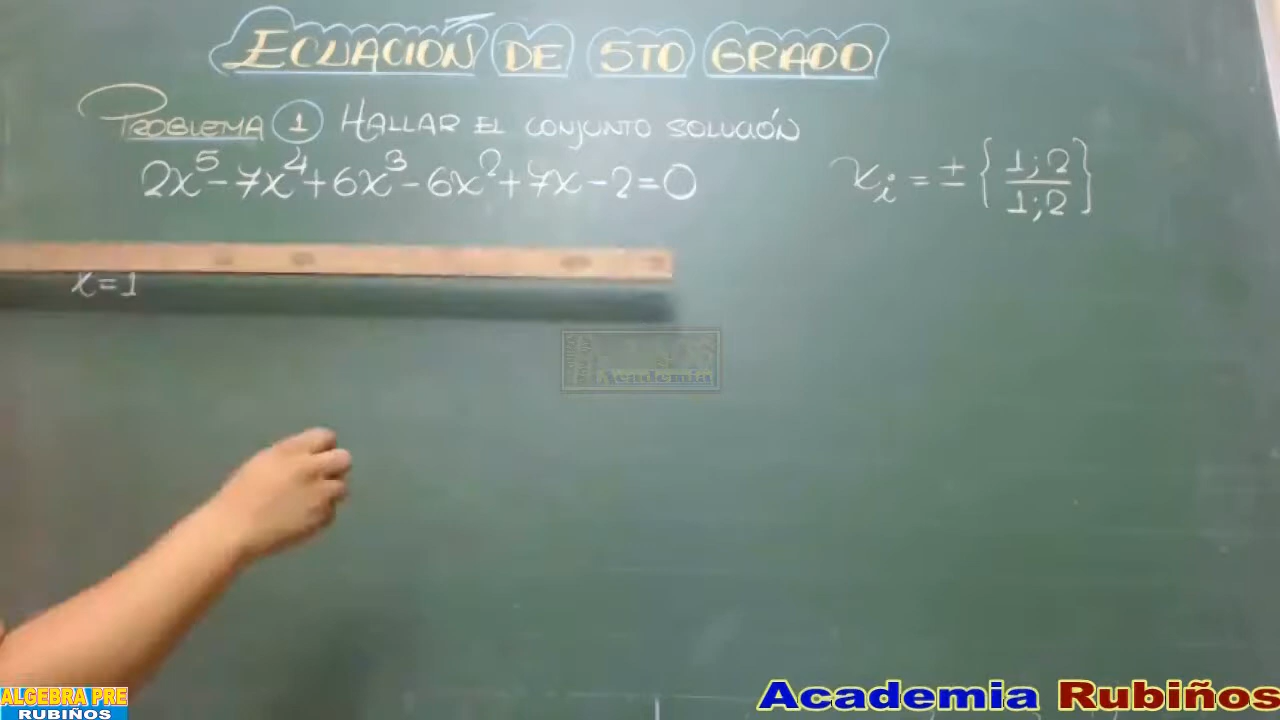 ECUACIÓN DE 5TO GRADO
PROBLEMA 1 HALLAR EL CONJUNTO SOLUCIÓN
2x⁵-7x⁴+6x³-6x²+7x-2=0
xᵢ = ± { 1;2 / 1;2 }
x=1
Academia
ALGEBRA PRE
RUBIÑOS
Academia Rubiños